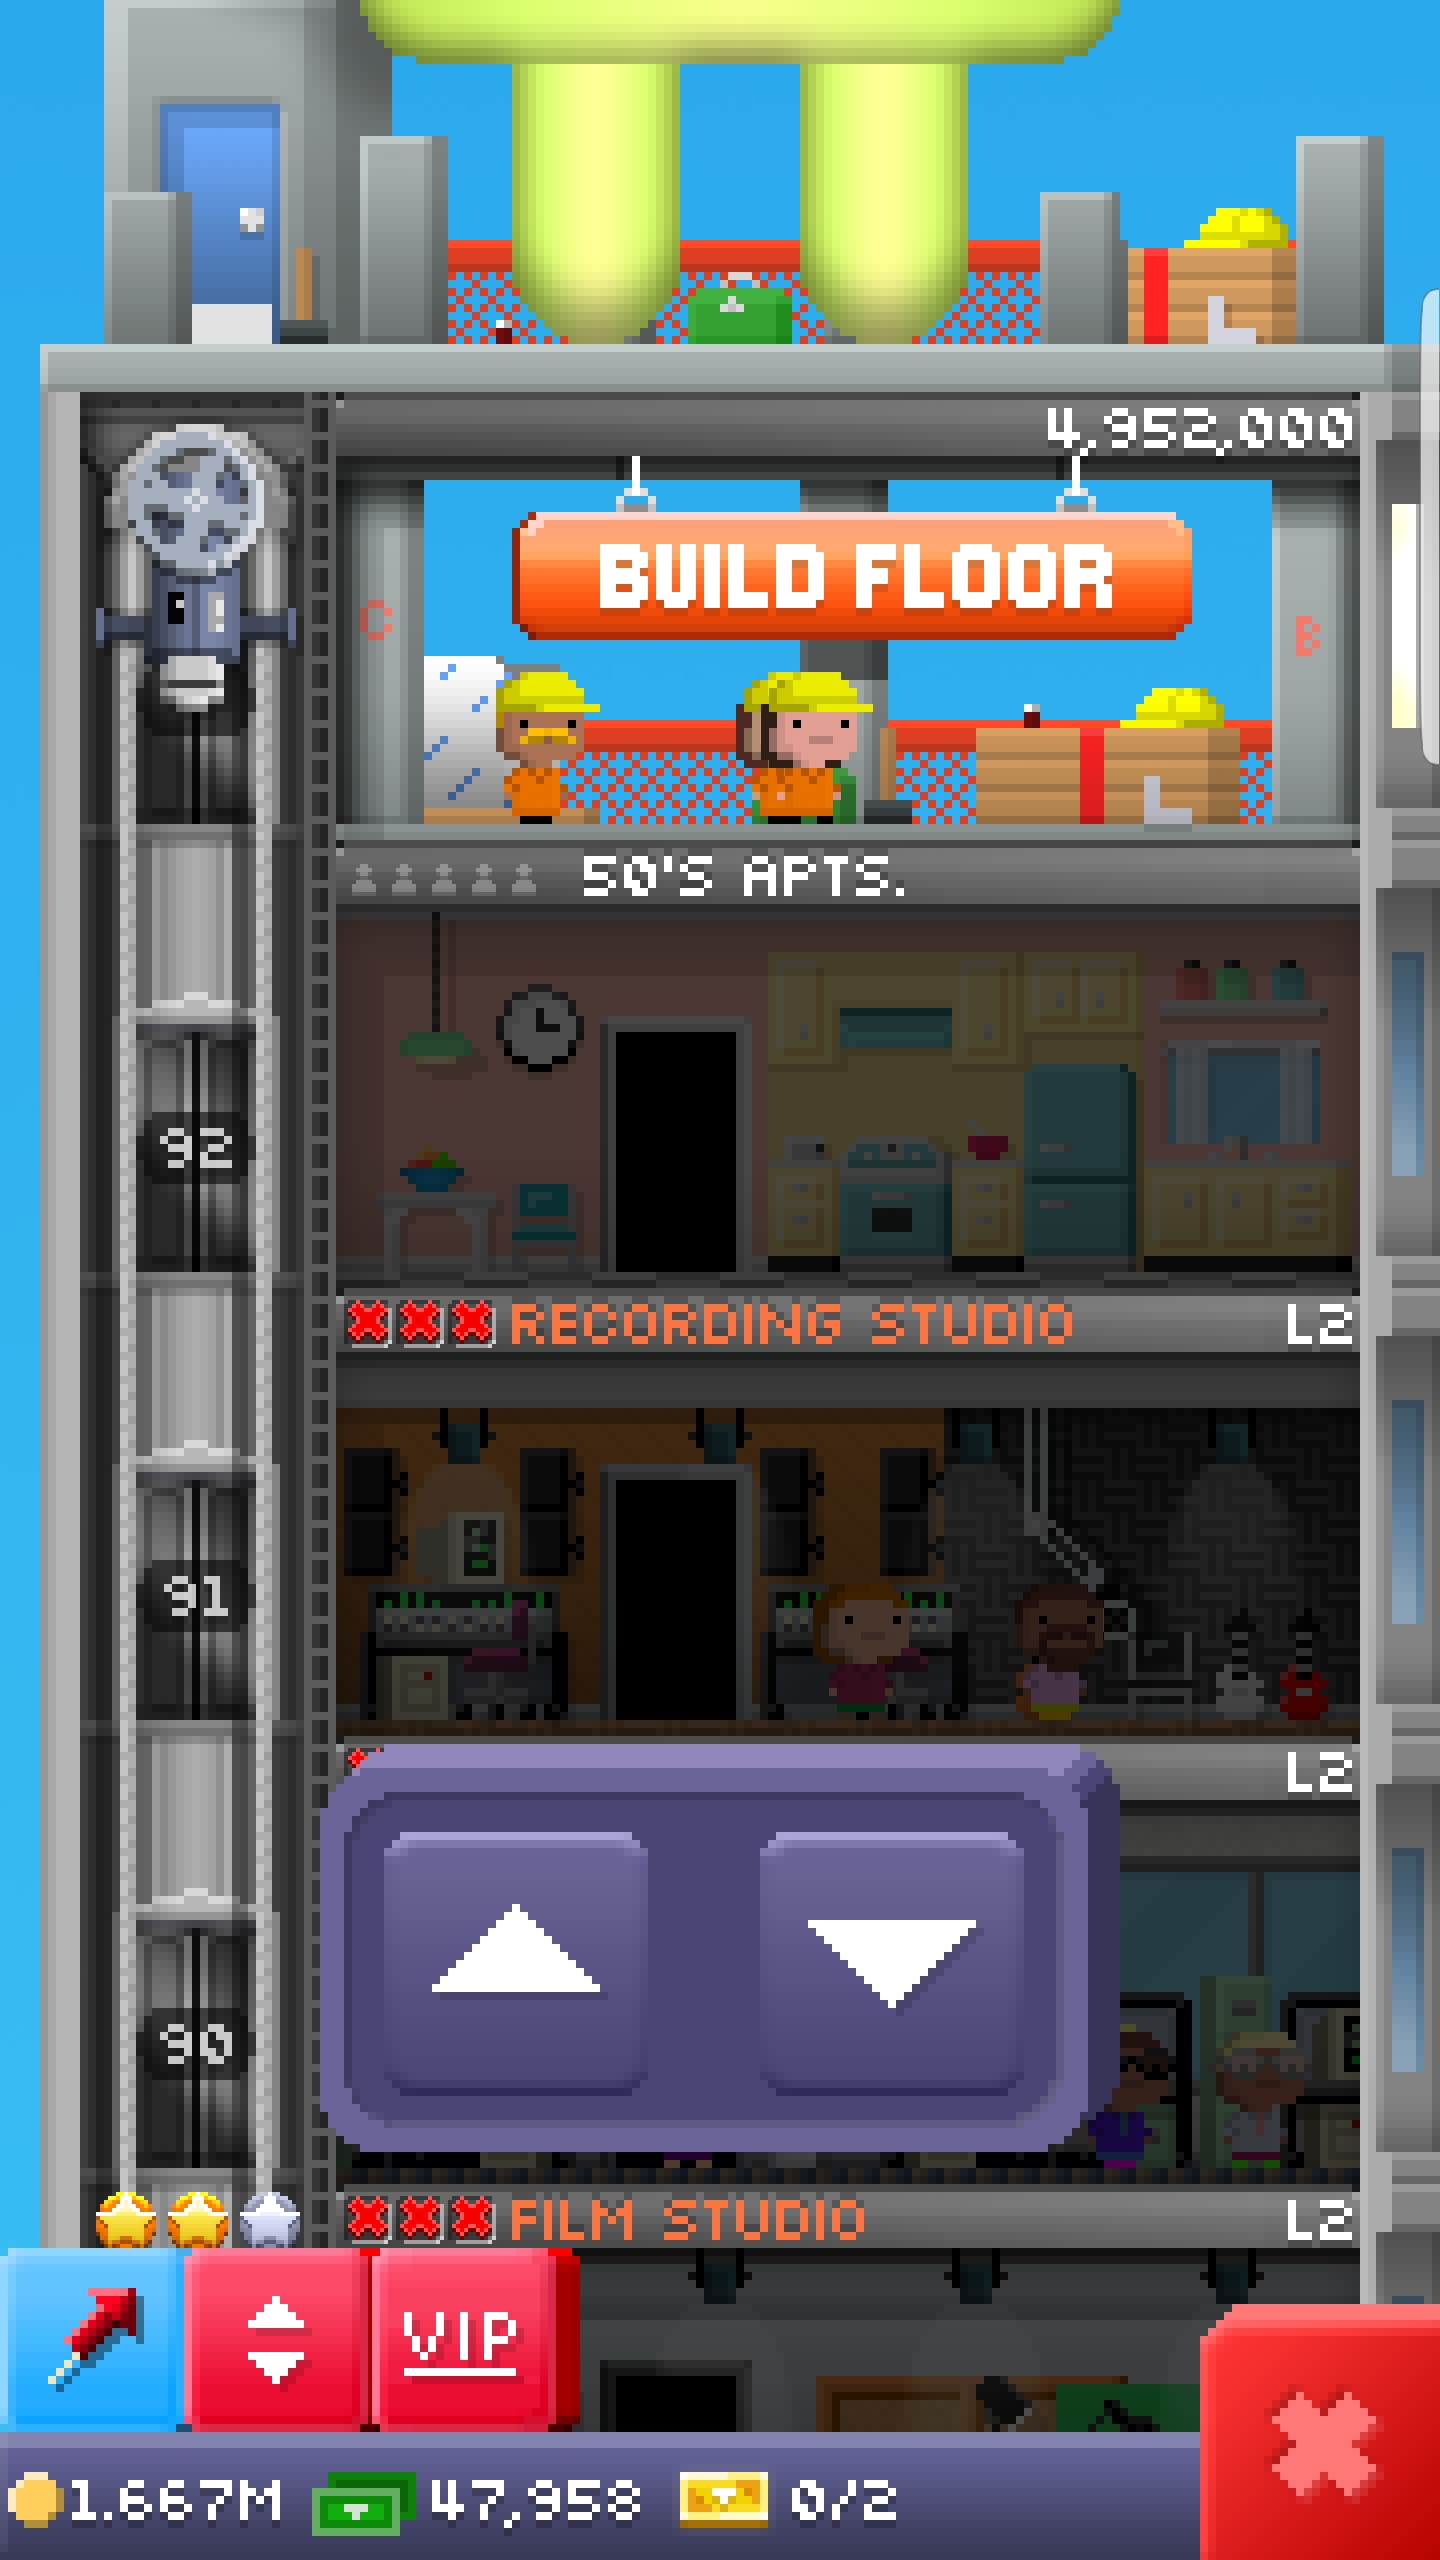 4,952,000
BUILD FLOOR
C
B
50'S APTS.
92
RECORDING STUDIO L2
91
L2
90
FILM STUDIO L2
VIP
1.667M 47,958 0/2